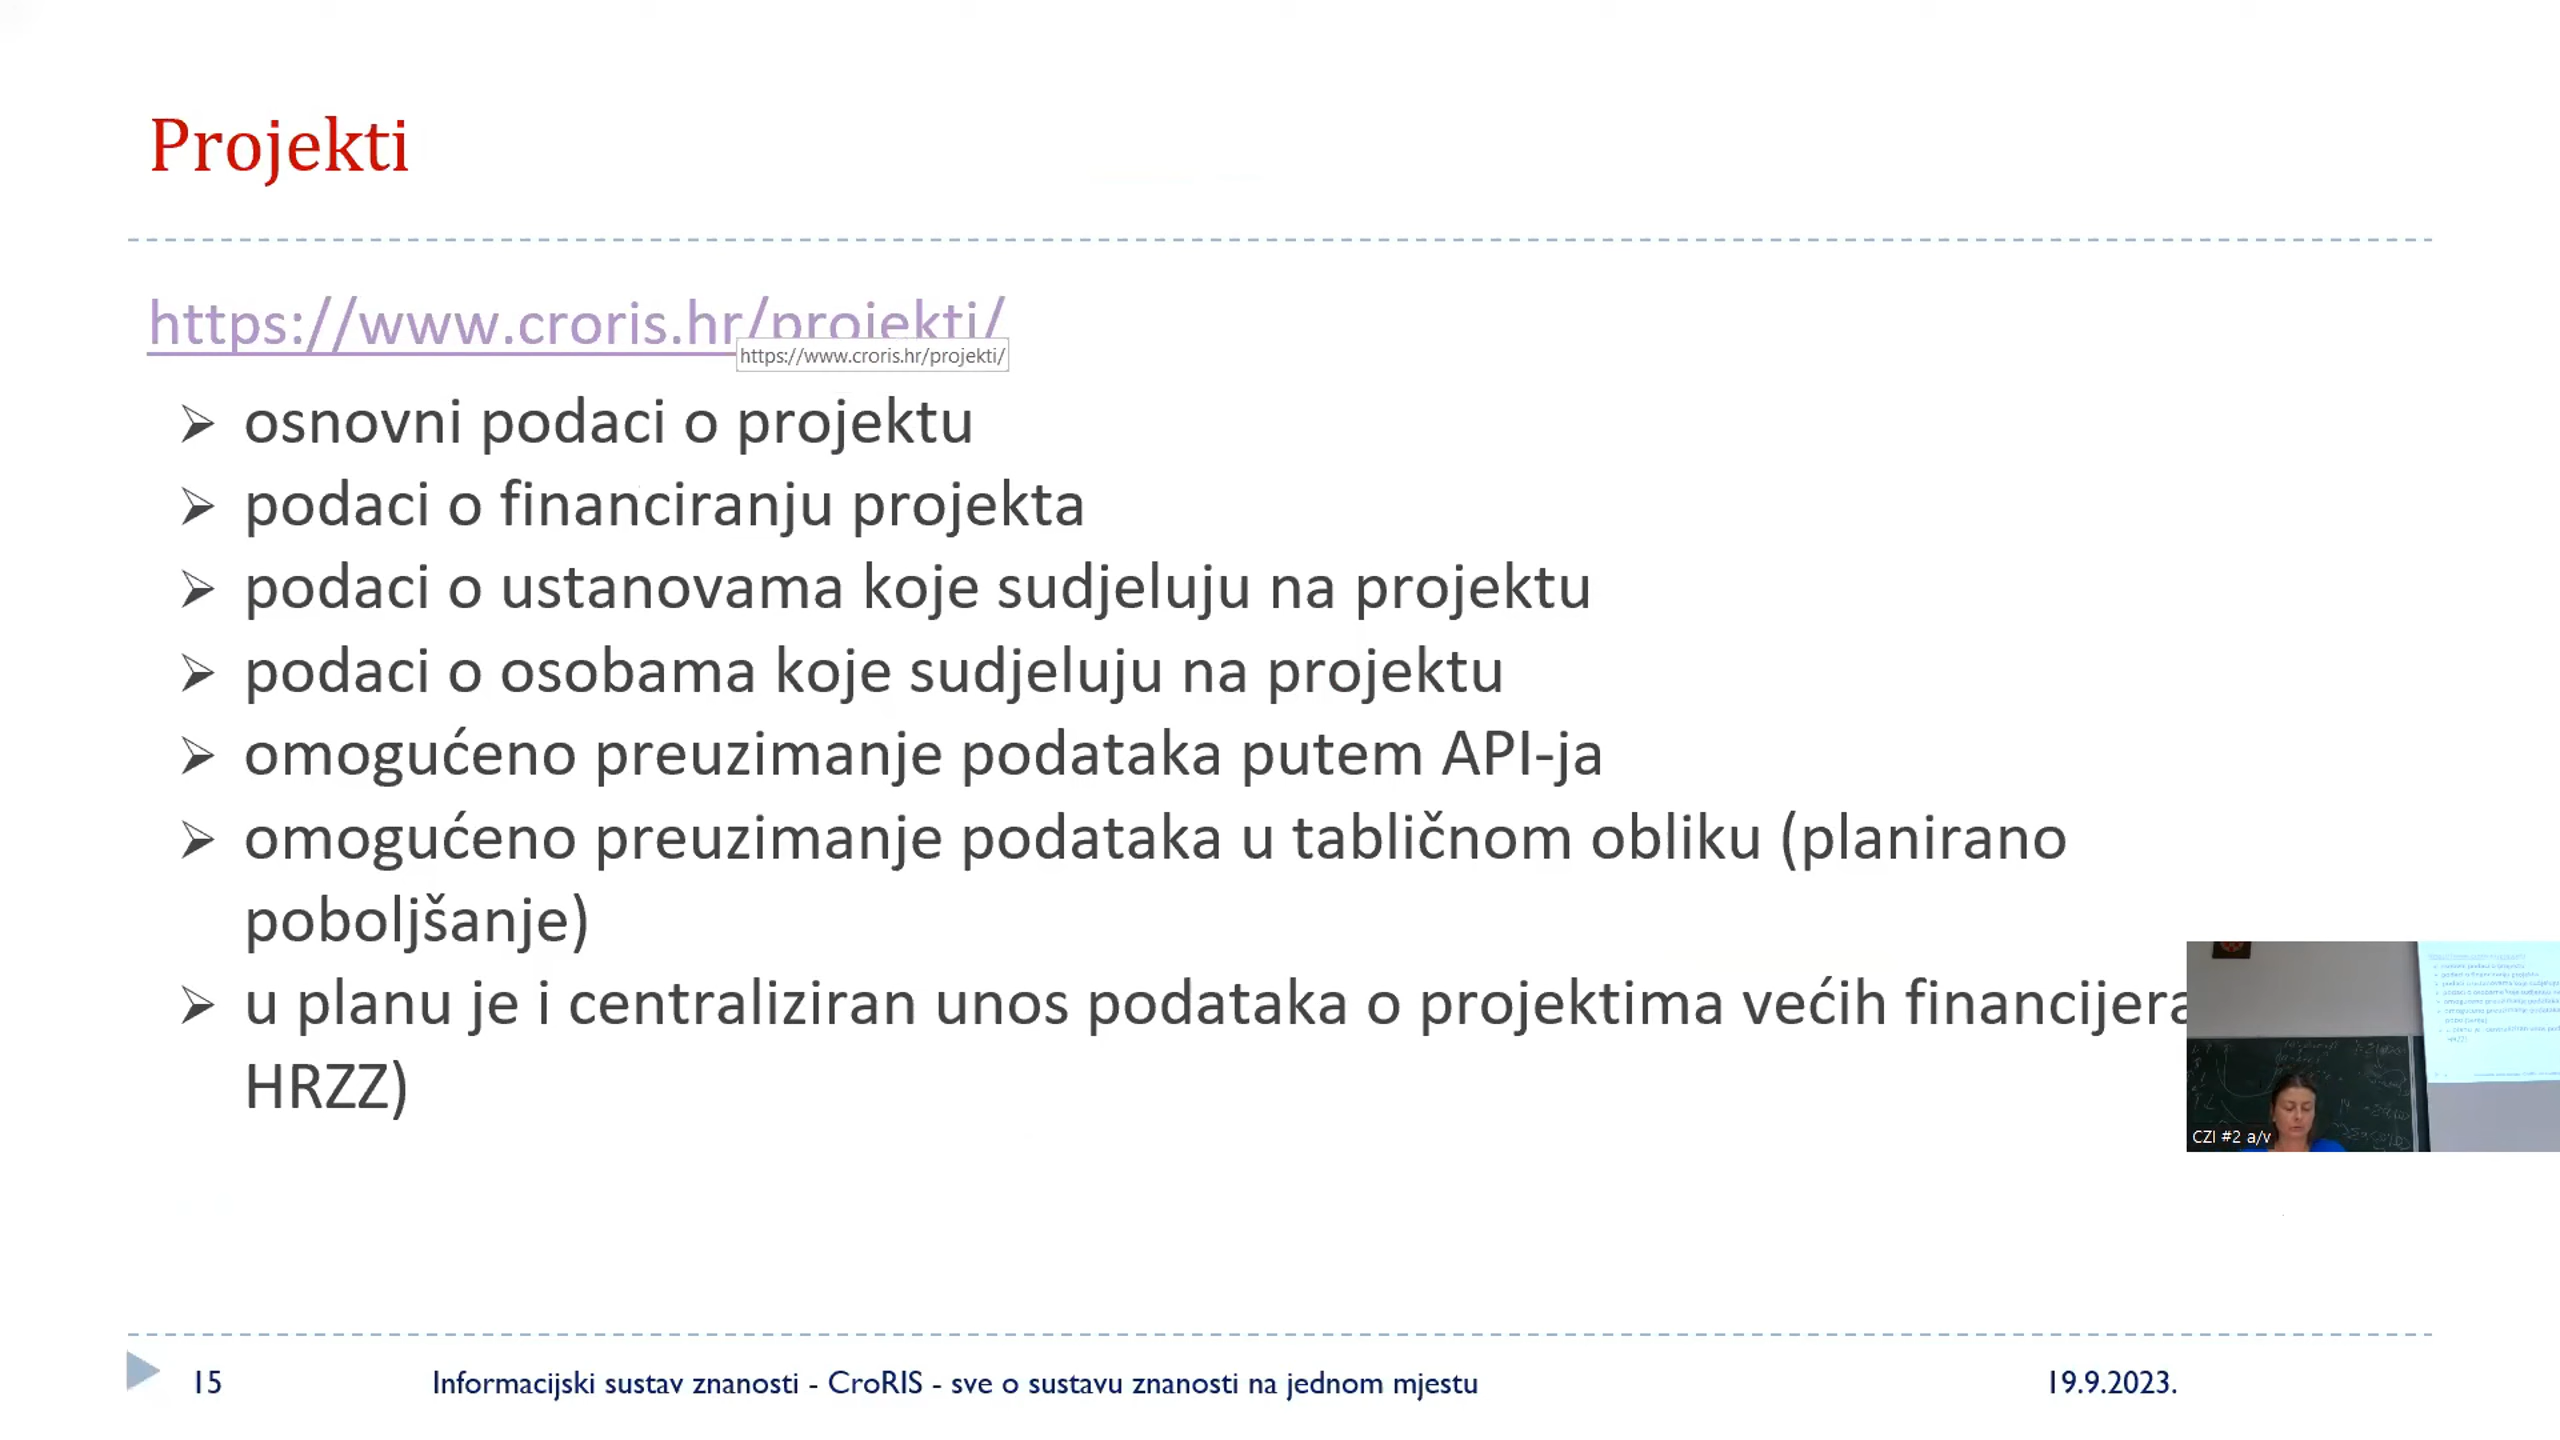 Projekti
https://www.croris.hr/projekti/
https://www.croris.hr/projekti/
osnovni podaci o projektu
podaci o financiranju projekta
podaci o ustanovama koje sudjeluju na projektu
podaci o osobama koje sudjeluju na projektu
omogućeno preuzimanje podataka putem API-ja
omogućeno preuzimanje podataka u tabličnom obliku (planirano
poboljšanje)
u planu je i centraliziran unos podataka o projektima većih financijera
HRZZ)
CZI #2 a/v
15 Informacijski sustav znanosti - CroRIS - sve o sustavu znanosti na jednom mjestu 19.9.2023.